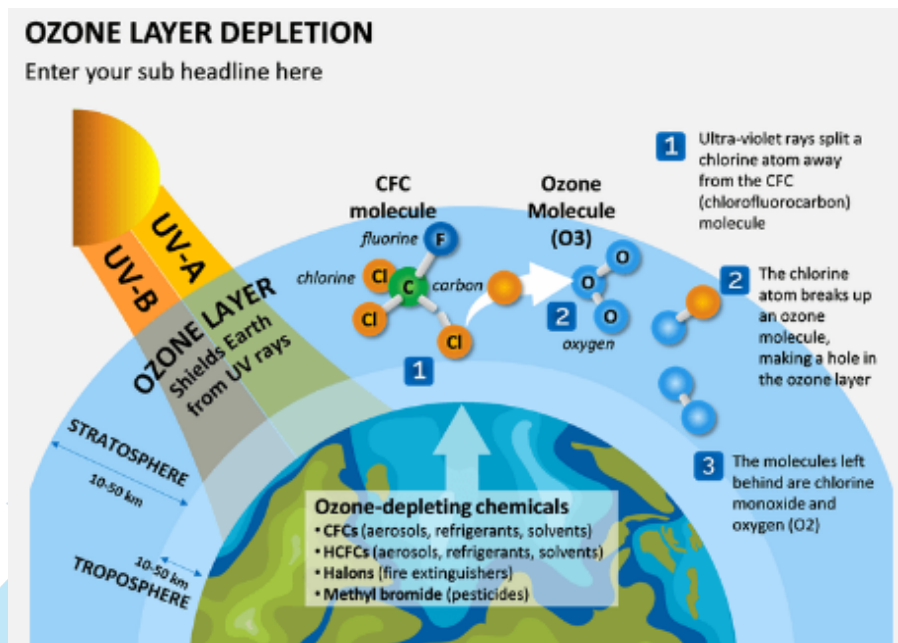 OZONE LAYER DEPLETION
Enter your sub headline here
UV-B
UV-A
OZONE LAYER
Shields Earth
from UV rays
STRATOSPHERE
10-50 km
10-50 km
TROPOSPHERE
CFC
molecule
fluorine
F
chlorine
Cl
C
carbon
Cl
Cl
1
Ozone
Molecule
(O3)
O
O
O
2
oxygen
1
Ultra-violet rays split a
chlorine atom away
from the CFC
(chlorofluorocarbon)
molecule
2
The chlorine
atom breaks up
an ozone
molecule,
making a hole in
the ozone layer
3
The molecules left
behind are chlorine
monoxide and
oxygen (O2)
Ozone-depleting chemicals
• CFCs (aerosols, refrigerants, solvents)
• HCFCs (aerosols, refrigerants, solvents)
• Halons (fire extinguishers)
• Methyl bromide (pesticides)